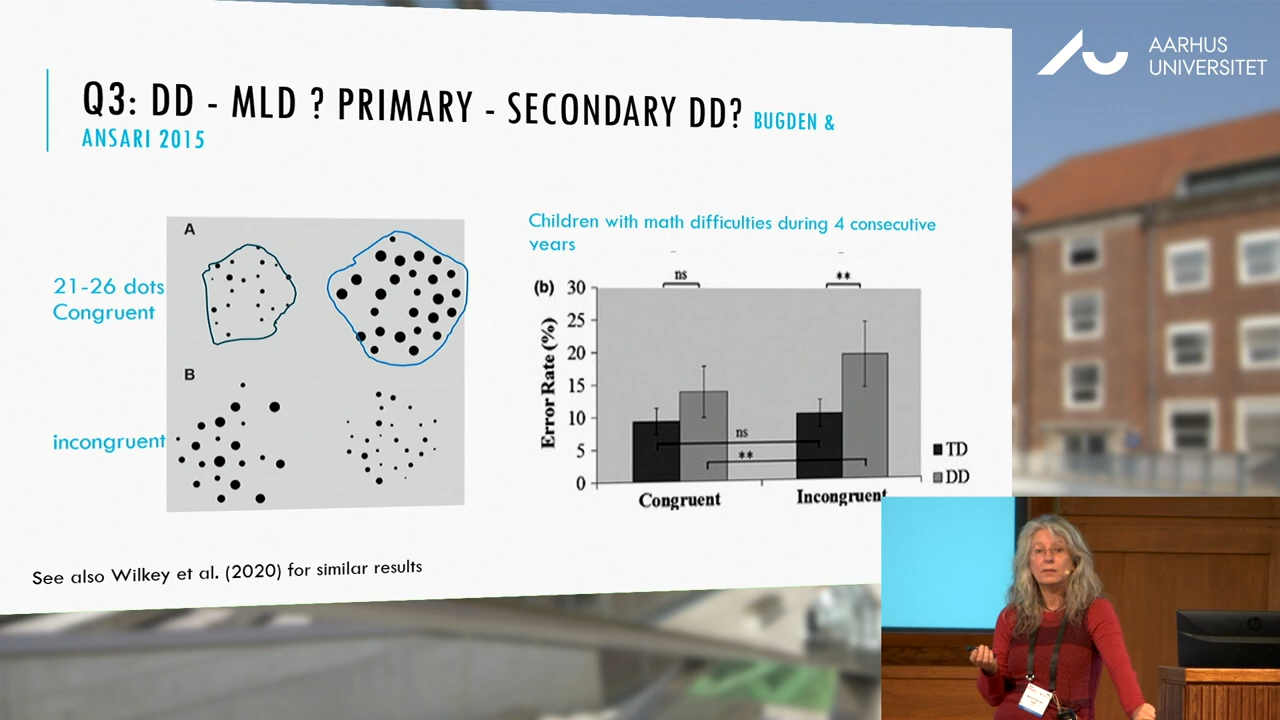 AARHUS
UNIVERSITET
Q3: DD - MLD ? PRIMARY - SECONDARY DD? BUGDEN &
ANSARI 2015
A
21-26 dots
Congruent
B
incongruent
Children with math difficulties during 4 consecutive
years
ns
**
(b)
30
25
20
15
10
5
0
Error Rate (%)
ns
**
TD
DD
Congruent
Incongruent
See also Wilkey et al. (2020) for similar results